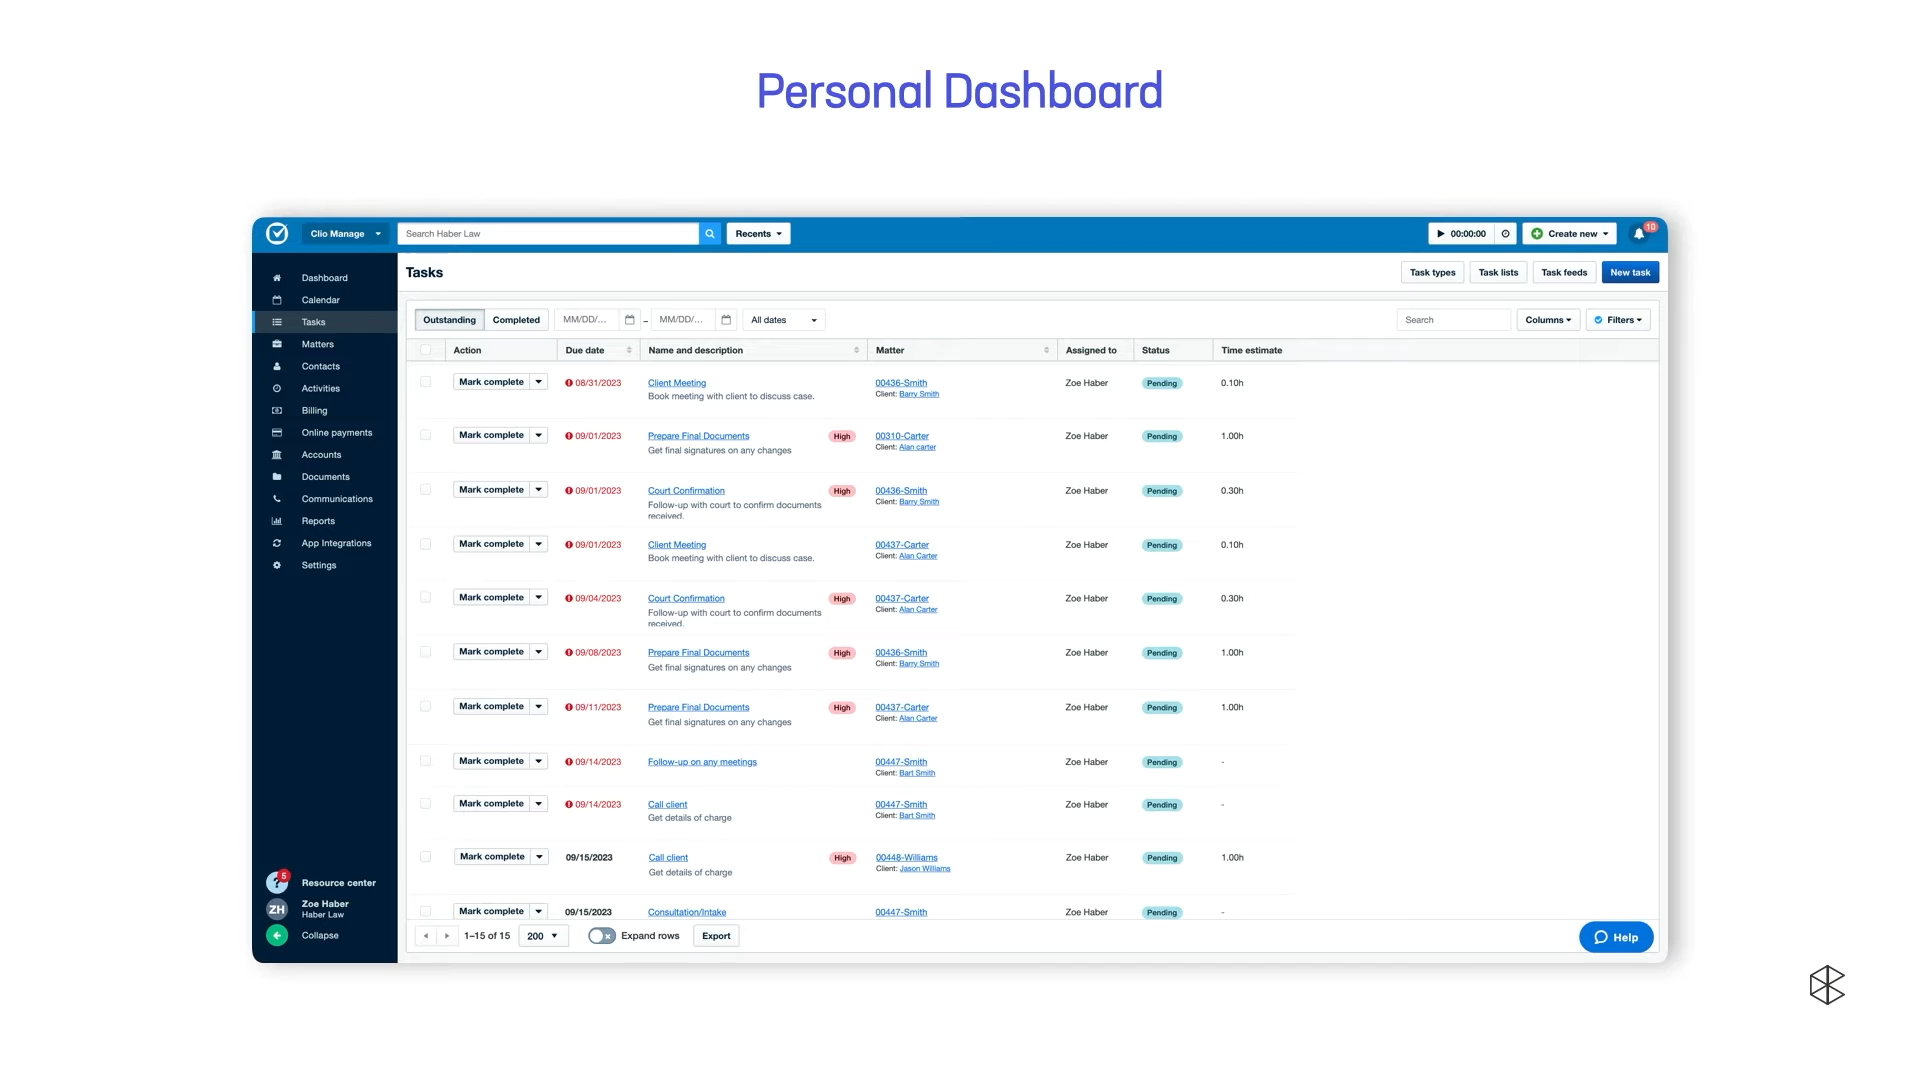 Personal Dashboard
Clio Manage
Search Haber Law
Recents
00:00:00
Create new
10
Dashboard
Calendar
Tasks
Matters
Contacts
Activities
Billing
Online payments
Accounts
Documents
Communications
Reports
App Integrations
Settings
5
Resource center
ZH
Zoe Haber
Haber Law
Collapse
Tasks
Task types
Task lists
Task feeds
New task
Outstanding
Completed
MM/DD/... – MM/DD/...
All dates
Search
Columns
Filters
Action Due date Name and description Matter Assigned to Status Time estimate
Mark complete 08/31/2023 Client Meeting 00436-Smith Zoe Haber Pending 0.10h
Book meeting with client to discuss case. Client: Barry Smith
Mark complete 09/01/2023 Prepare Final Documents High 00310-Carter Zoe Haber Pending 1.00h
Get final signatures on any changes Client: Alan carter
Mark complete 09/01/2023 Court Confirmation High 00436-Smith Zoe Haber Pending 0.30h
Follow-up with court to confirm documents Client: Barry Smith
received.
Mark complete 09/01/2023 Client Meeting 00437-Carter Zoe Haber Pending 0.10h
Book meeting with client to discuss case. Client: Alan Carter
Mark complete 09/04/2023 Court Confirmation High 00437-Carter Zoe Haber Pending 0.30h
Follow-up with court to confirm documents Client: Alan Carter
received.
Mark complete 09/08/2023 Prepare Final Documents High 00436-Smith Zoe Haber Pending 1.00h
Get final signatures on any changes Client: Barry Smith
Mark complete 09/11/2023 Prepare Final Documents High 00437-Carter Zoe Haber Pending 1.00h
Get final signatures on any changes Client: Alan Carter
Mark complete 09/14/2023 Follow-up on any meetings 00447-Smith Zoe Haber Pending -
Client: Bart Smith
Mark complete 09/14/2023 Call client 00447-Smith Zoe Haber Pending -
Get details of charge Client: Bart Smith
Mark complete 09/15/2023 Call client High 00448-Williams Zoe Haber Pending 1.00h
Get details of charge Client: Jason Williams
Mark complete 09/15/2023 Consultation/Intake 00447-Smith Zoe Haber Pending -
1–15 of 15
200
Expand rows
Export
Help